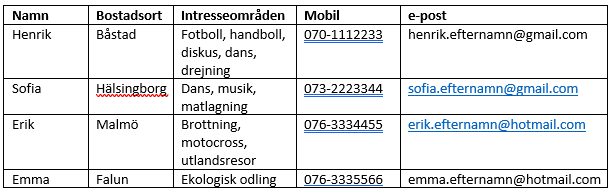 Namn Bostadsort Intresseområden Mobil e-post
Henrik Båstad Fotboll, handboll, 070-1112233 henrik.efternamn@gmail.com
diskus, dans,
drejning
Sofia Hälsingborg Dans, musik, 073-2223344 sofia.efternamn@gmail.com
matlagning
Erik Malmö Brottning, 076-3334455 erik.efternamn@hotmail.com
motocross,
utlandsresor
Emma Falun Ekologisk odling 076-3335566 emma.efternamn@hotmail.com